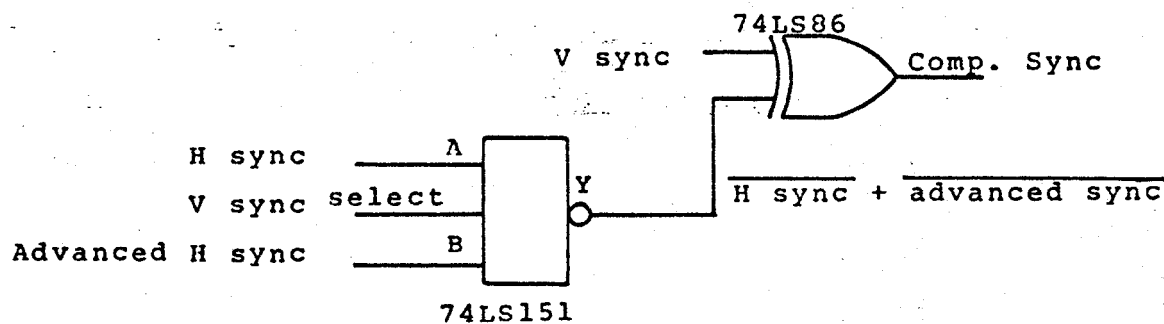 74LS86
V sync
Comp. Sync
H sync
A
V sync
select
Y
H sync + advanced sync
Advanced H sync
B
74LS151